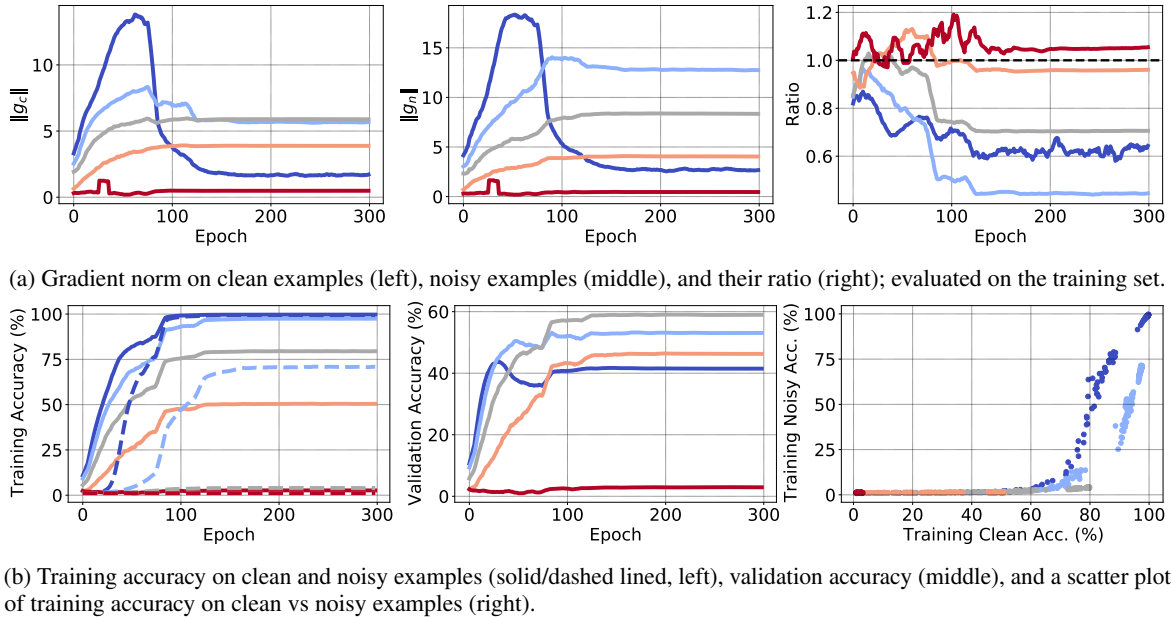 ‖g_c‖
10
5
0
0 100 200 300
Epoch
‖g_n‖
15
10
5
0
0 100 200 300
Epoch
Ratio
1.2
1.0
0.8
0.6
0 100 200 300
Epoch
(a) Gradient norm on clean examples (left), noisy examples (middle), and their ratio (right); evaluated on the training set.
Training Accuracy (%)
100
75
50
25
0
0 100 200 300
Epoch
Validation Accuracy (%)
60
40
20
0
0 100 200 300
Epoch
Training Noisy Acc. (%)
100
75
50
25
0
0 20 40 60 80 100
Training Clean Acc. (%)
(b) Training accuracy on clean and noisy examples (solid/dashed lined, left), validation accuracy (middle), and a scatter plot
of training accuracy on clean vs noisy examples (right).